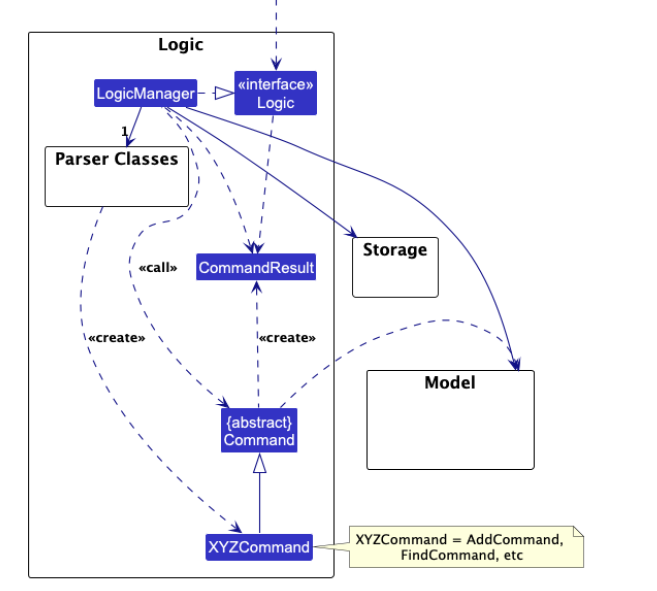 Logic
LogicManager
«interface»
Logic
1
Parser Classes
Storage
CommandResult
«call»
«create»
«create»
Model
{abstract}
Command
XYZCommand
XYZCommand = AddCommand,
FindCommand, etc